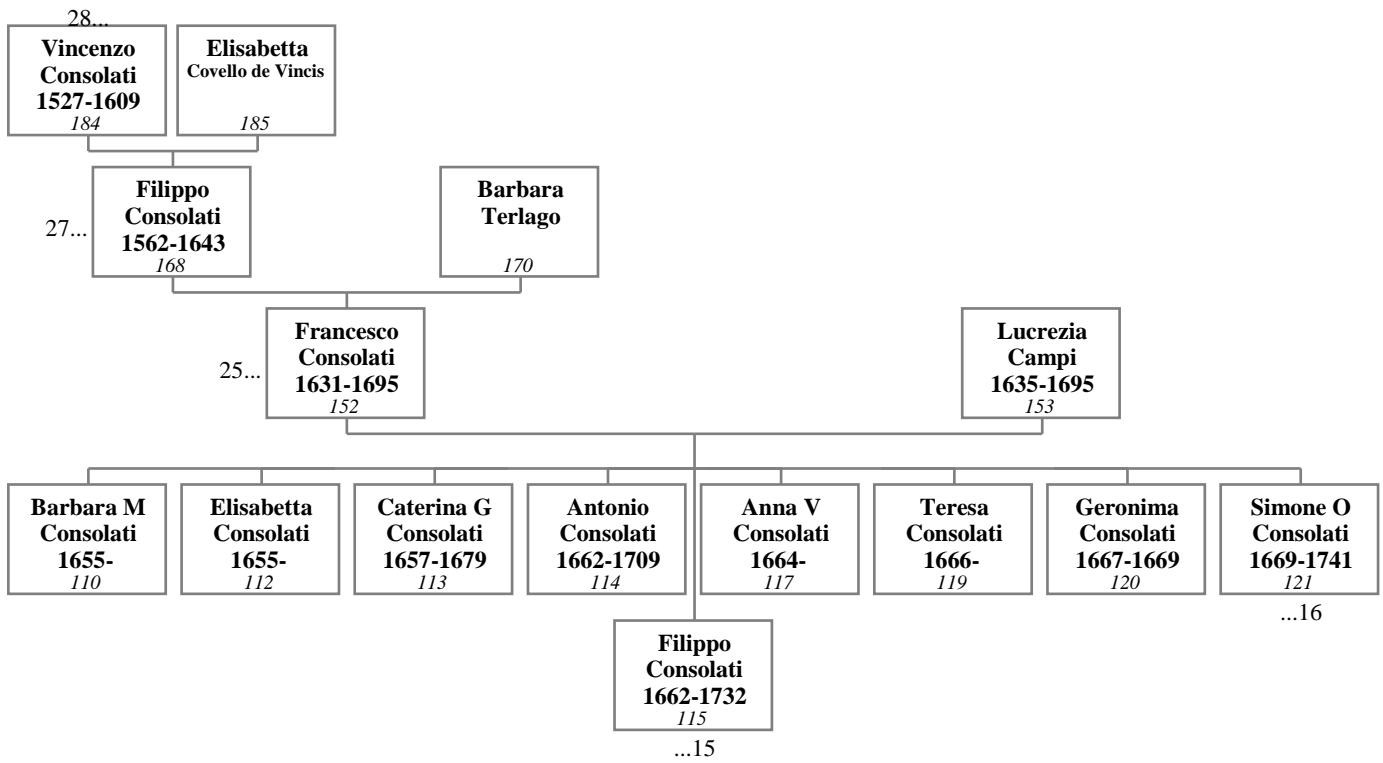 28...
Vincenzo
Consolati
1527-1609
184
Elisabetta
Covello de Vincis
185
27...
Filippo
Consolati
1562-1643
168
Barbara
Terlago
170
25...
Francesco
Consolati
1631-1695
152
Lucrezia
Campi
1635-1695
153
Barbara M
Consolati
1655-
110
Elisabetta
Consolati
1655-
112
Caterina G
Consolati
1657-1679
113
Antonio
Consolati
1662-1709
114
Anna V
Consolati
1664-
117
Teresa
Consolati
1666-
119
Geronima
Consolati
1667-1669
120
Simone O
Consolati
1669-1741
121
...16
Filippo
Consolati
1662-1732
115
...15